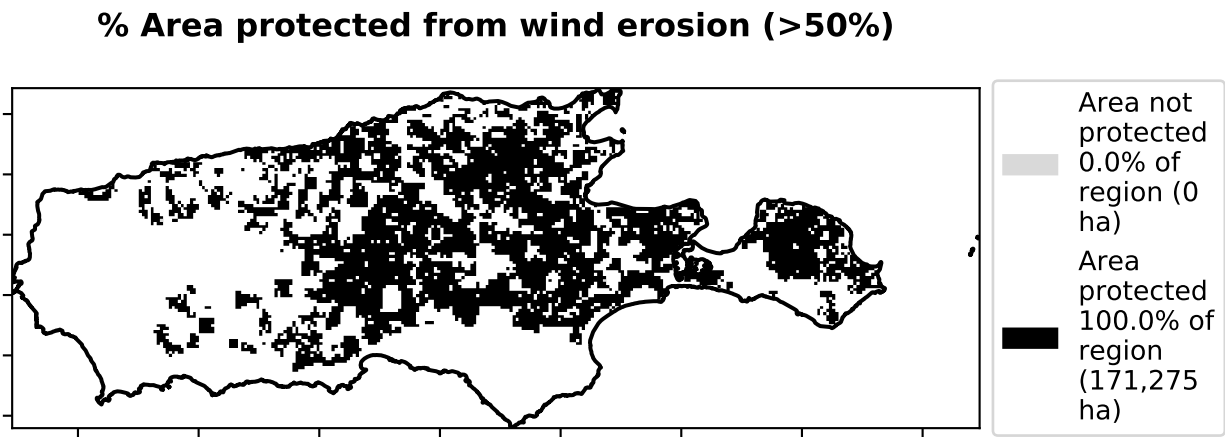 % Area protected from wind erosion (>50%)
Area not
protected
0.0% of
region (0
ha)
Area
protected
100.0% of
region
(171,275
ha)